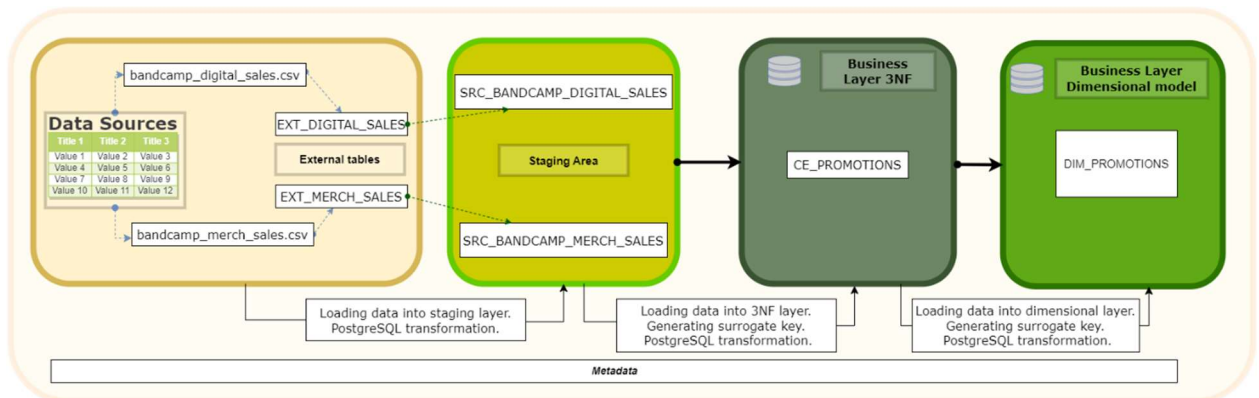 bandcamp_digital_sales.csv
Data Sources
Title 1 Title 2 Title 3
Value 1 Value 2 Value 3
Value 4 Value 5 Value 6
Value 7 Value 8 Value 9
Value 10 Value 11 Value 12
bandcamp_merch_sales.csv
EXT_DIGITAL_SALES
External tables
EXT_MERCH_SALES
SRC_BANDCAMP_DIGITAL_SALES
Staging Area
SRC_BANDCAMP_MERCH_SALES
Business
Layer 3NF
CE_PROMOTIONS
Business Layer
Dimensional model
DIM_PROMOTIONS
Loading data into staging layer.
PostgreSQL transformation.
Loading data into 3NF layer.
Generating surrogate key.
PostgreSQL transformation.
Loading data into dimensional layer.
Generating surrogate key.
PostgreSQL transformation.
Metadata